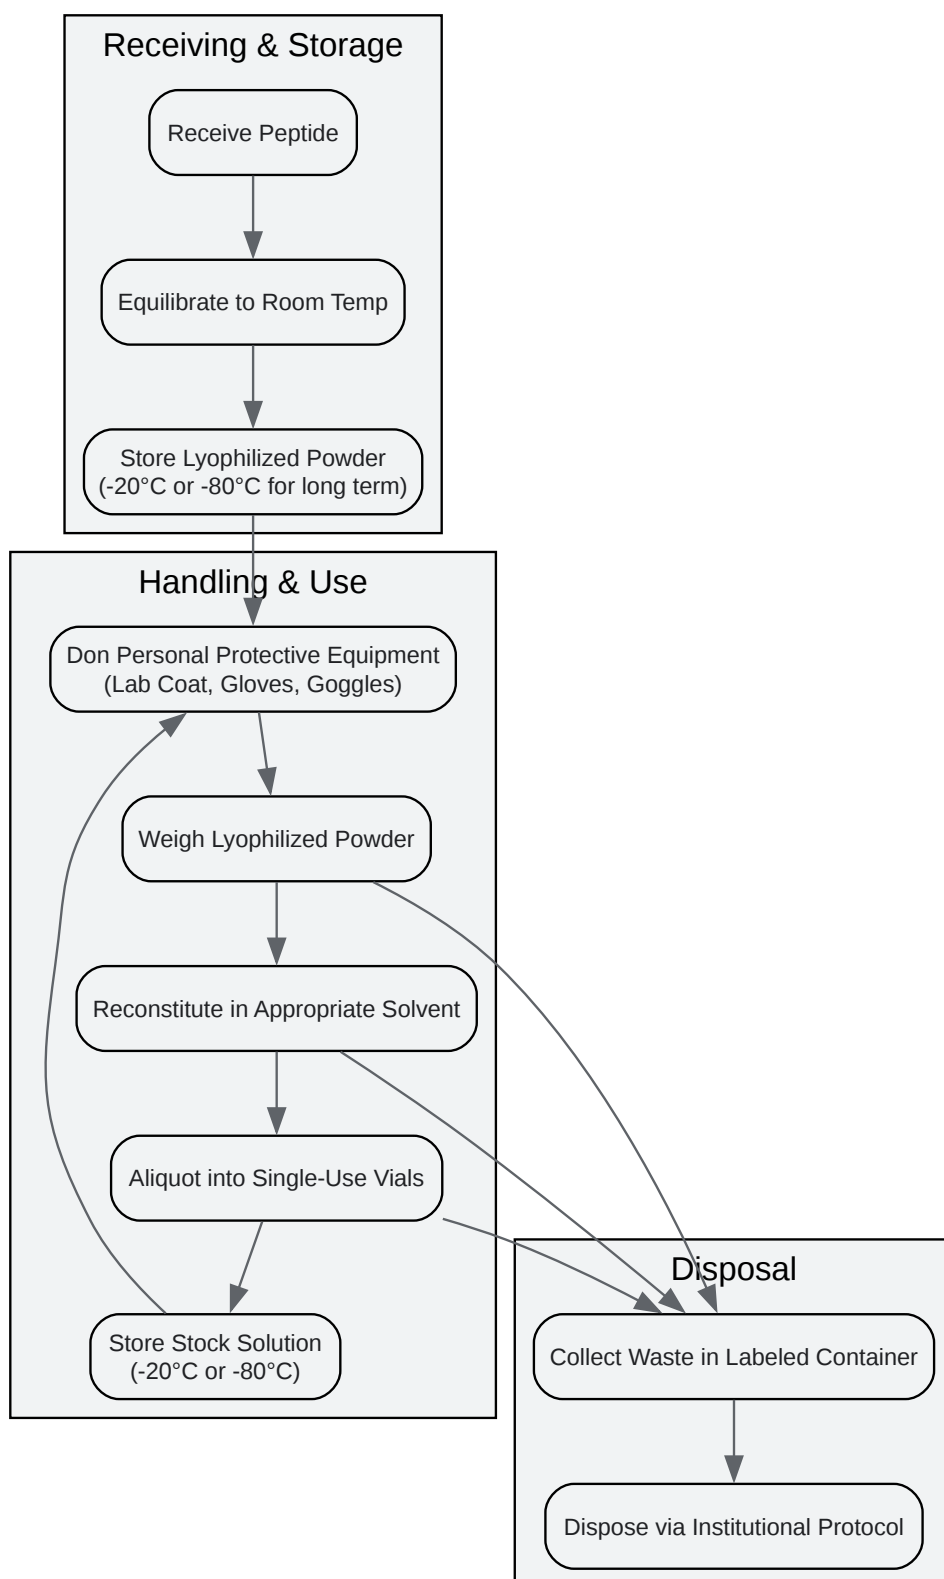 Receiving & Storage
Receive Peptide
Equilibrate to Room Temp
Store Lyophilized Powder
(-20°C or -80°C for long term)
Handling & Use
Don Personal Protective Equipment
(Lab Coat, Gloves, Goggles)
Weigh Lyophilized Powder
Reconstitute in Appropriate Solvent
Aliquot into Single-Use Vials
Store Stock Solution
(-20°C or -80°C)
Disposal
Collect Waste in Labeled Container
Dispose via Institutional Protocol